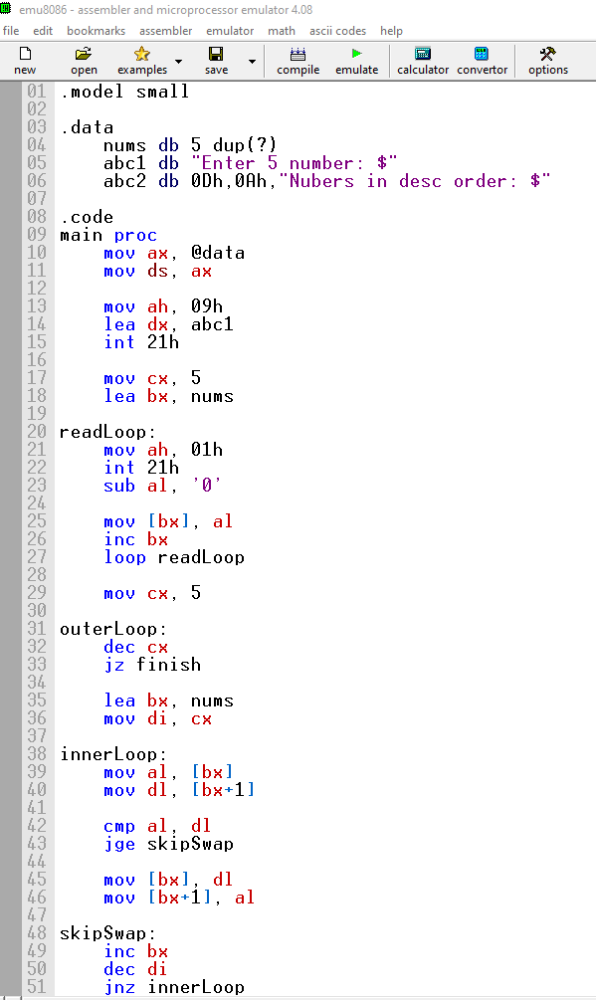 emu8086 - assembler and microprocessor emulator 4.08
file edit bookmarks assembler emulator math ascii codes help
new open examples save compile emulate calculator convertor options
01 .model small
02
03 .data
04 nums db 5 dup(?)
05 abc1 db "Enter 5 number: $"
06 abc2 db 0Dh,0Ah,"Nubers in desc order: $"
07
08 .code
09 main proc
10 mov ax, @data
11 mov ds, ax
12
13 mov ah, 09h
14 lea dx, abc1
15 int 21h
16
17 mov cx, 5
18 lea bx, nums
19
20 readLoop:
21 mov ah, 01h
22 int 21h
23 sub al, '0'
24
25 mov [bx], al
26 inc bx
27 loop readLoop
28
29 mov cx, 5
30
31 outerLoop:
32 dec cx
33 jz finish
34
35 lea bx, nums
36 mov di, cx
37
38 innerLoop:
39 mov al, [bx]
40 mov dl, [bx+1]
41
42 cmp al, dl
43 jge skipSwap
44
45 mov [bx], dl
46 mov [bx+1], al
47
48 skipSwap:
49 inc bx
50 dec di
51 jnz innerLoop